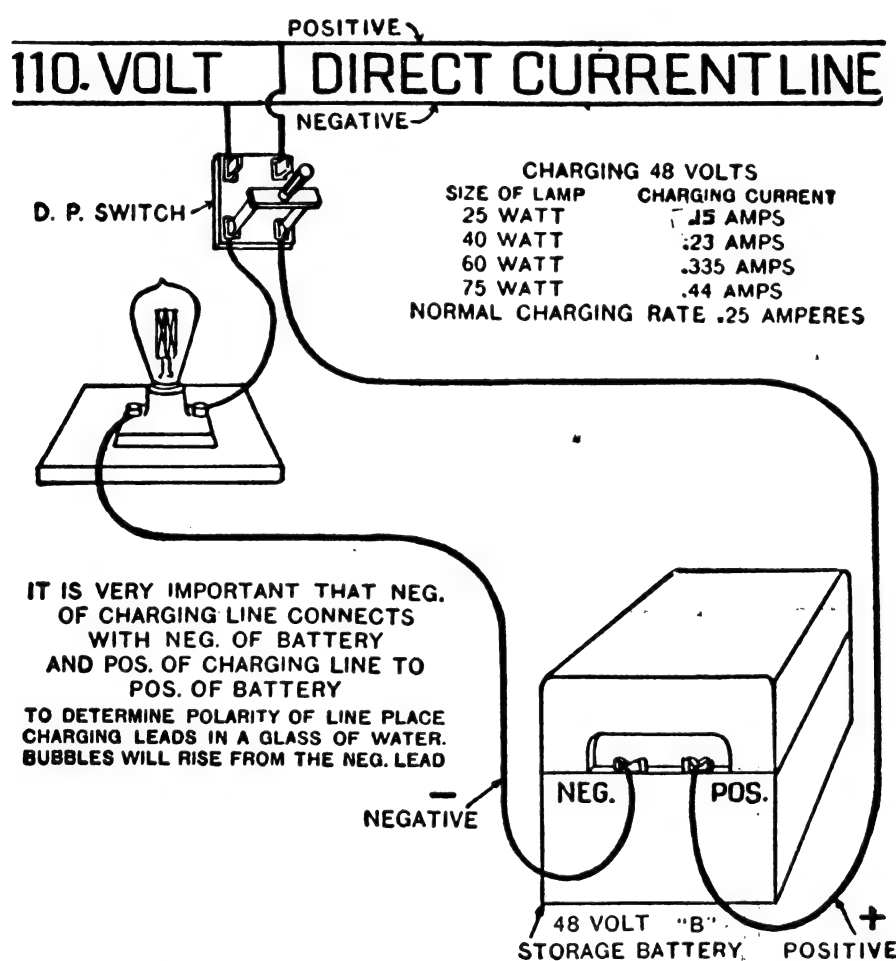 POSITIVE
110. VOLT DIRECT CURRENT LINE
NEGATIVE
D. P. SWITCH
CHARGING 48 VOLTS
SIZE OF LAMP CHARGING CURRENT
25 WATT .15 AMPS
40 WATT .23 AMPS
60 WATT .335 AMPS
75 WATT .44 AMPS
NORMAL CHARGING RATE .25 AMPERES
IT IS VERY IMPORTANT THAT NEG.
OF CHARGING LINE CONNECTS
WITH NEG. OF BATTERY
AND POS. OF CHARGING LINE TO
POS. OF BATTERY
TO DETERMINE POLARITY OF LINE PLACE
CHARGING LEADS IN A GLASS OF WATER.
BUBBLES WILL RISE FROM THE NEG. LEAD
−
NEGATIVE
NEG. POS.
48 VOLT "B"
STORAGE BATTERY
+
POSITIVE